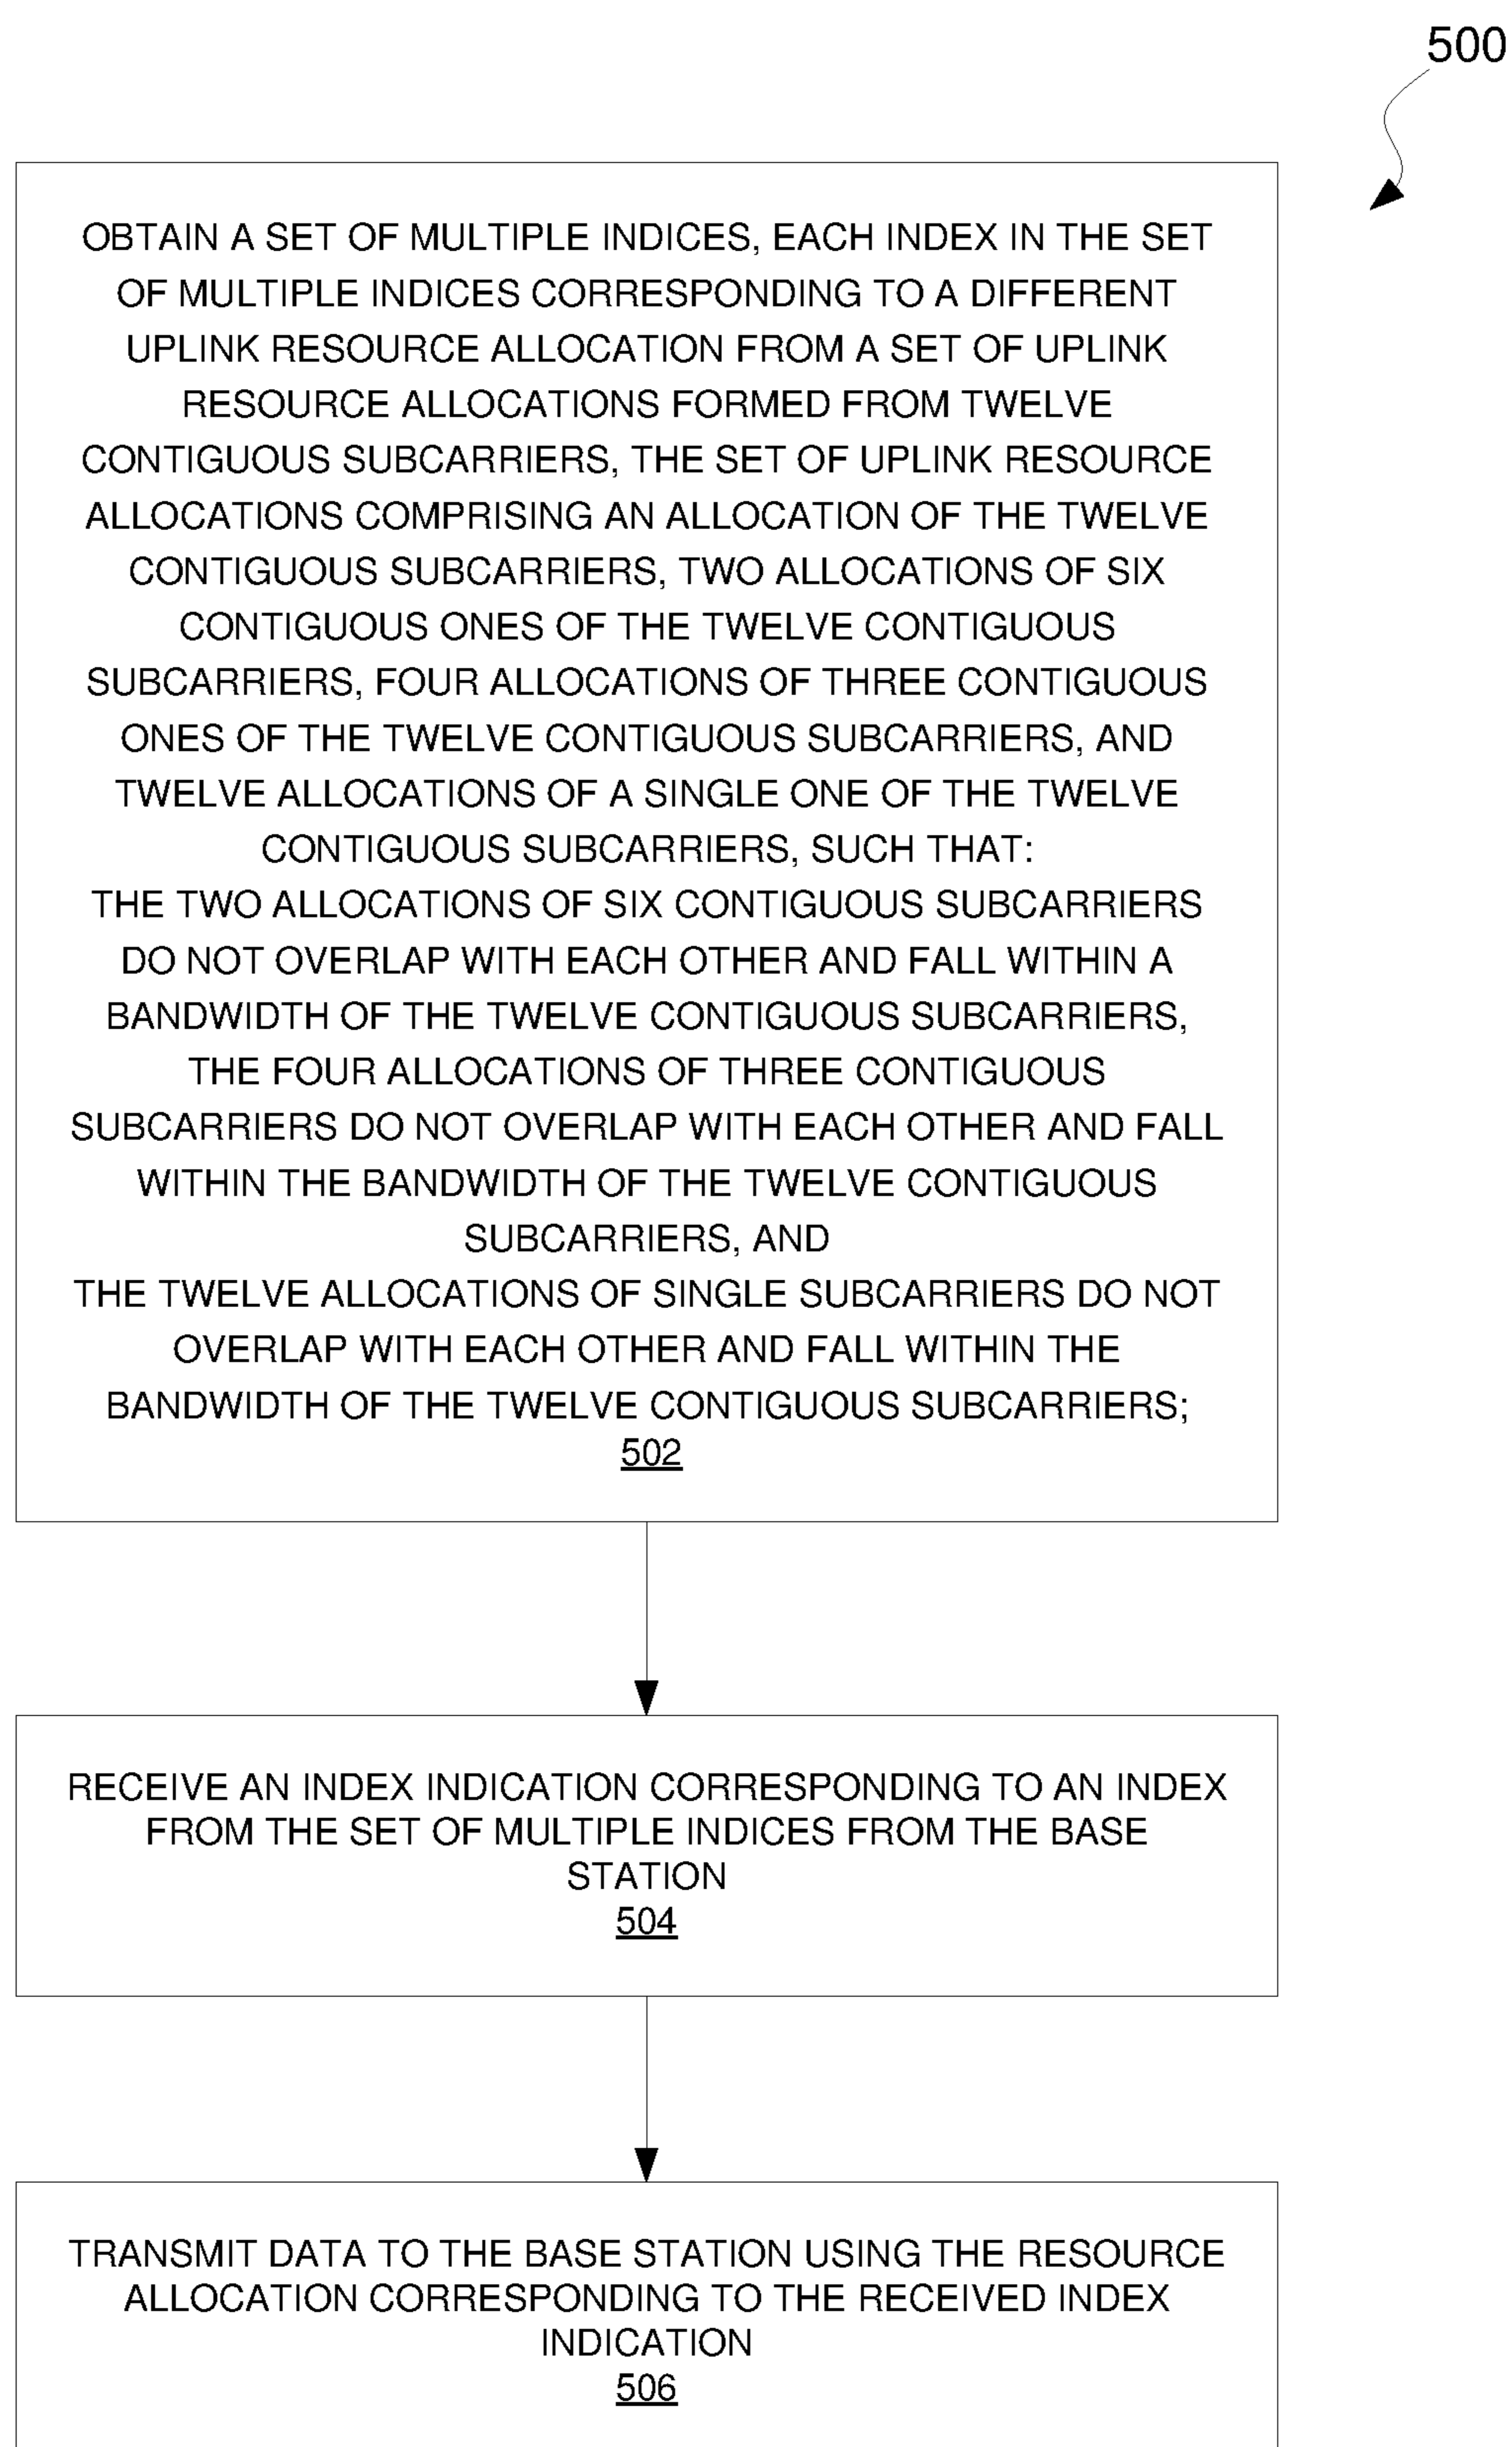 500
OBTAIN A SET OF MULTIPLE INDICES, EACH INDEX IN THE SET
OF MULTIPLE INDICES CORRESPONDING TO A DIFFERENT
UPLINK RESOURCE ALLOCATION FROM A SET OF UPLINK
RESOURCE ALLOCATIONS FORMED FROM TWELVE
CONTIGUOUS SUBCARRIERS, THE SET OF UPLINK RESOURCE
ALLOCATIONS COMPRISING AN ALLOCATION OF THE TWELVE
CONTIGUOUS SUBCARRIERS, TWO ALLOCATIONS OF SIX
CONTIGUOUS ONES OF THE TWELVE CONTIGUOUS
SUBCARRIERS, FOUR ALLOCATIONS OF THREE CONTIGUOUS
ONES OF THE TWELVE CONTIGUOUS SUBCARRIERS, AND
TWELVE ALLOCATIONS OF A SINGLE ONE OF THE TWELVE
CONTIGUOUS SUBCARRIERS, SUCH THAT:
THE TWO ALLOCATIONS OF SIX CONTIGUOUS SUBCARRIERS
DO NOT OVERLAP WITH EACH OTHER AND FALL WITHIN A
BANDWIDTH OF THE TWELVE CONTIGUOUS SUBCARRIERS,
THE FOUR ALLOCATIONS OF THREE CONTIGUOUS
SUBCARRIERS DO NOT OVERLAP WITH EACH OTHER AND FALL
WITHIN THE BANDWIDTH OF THE TWELVE CONTIGUOUS
SUBCARRIERS, AND
THE TWELVE ALLOCATIONS OF SINGLE SUBCARRIERS DO NOT
OVERLAP WITH EACH OTHER AND FALL WITHIN THE
BANDWIDTH OF THE TWELVE CONTIGUOUS SUBCARRIERS;
502
RECEIVE AN INDEX INDICATION CORRESPONDING TO AN INDEX
FROM THE SET OF MULTIPLE INDICES FROM THE BASE
STATION
504
TRANSMIT DATA TO THE BASE STATION USING THE RESOURCE
ALLOCATION CORRESPONDING TO THE RECEIVED INDEX
INDICATION
506